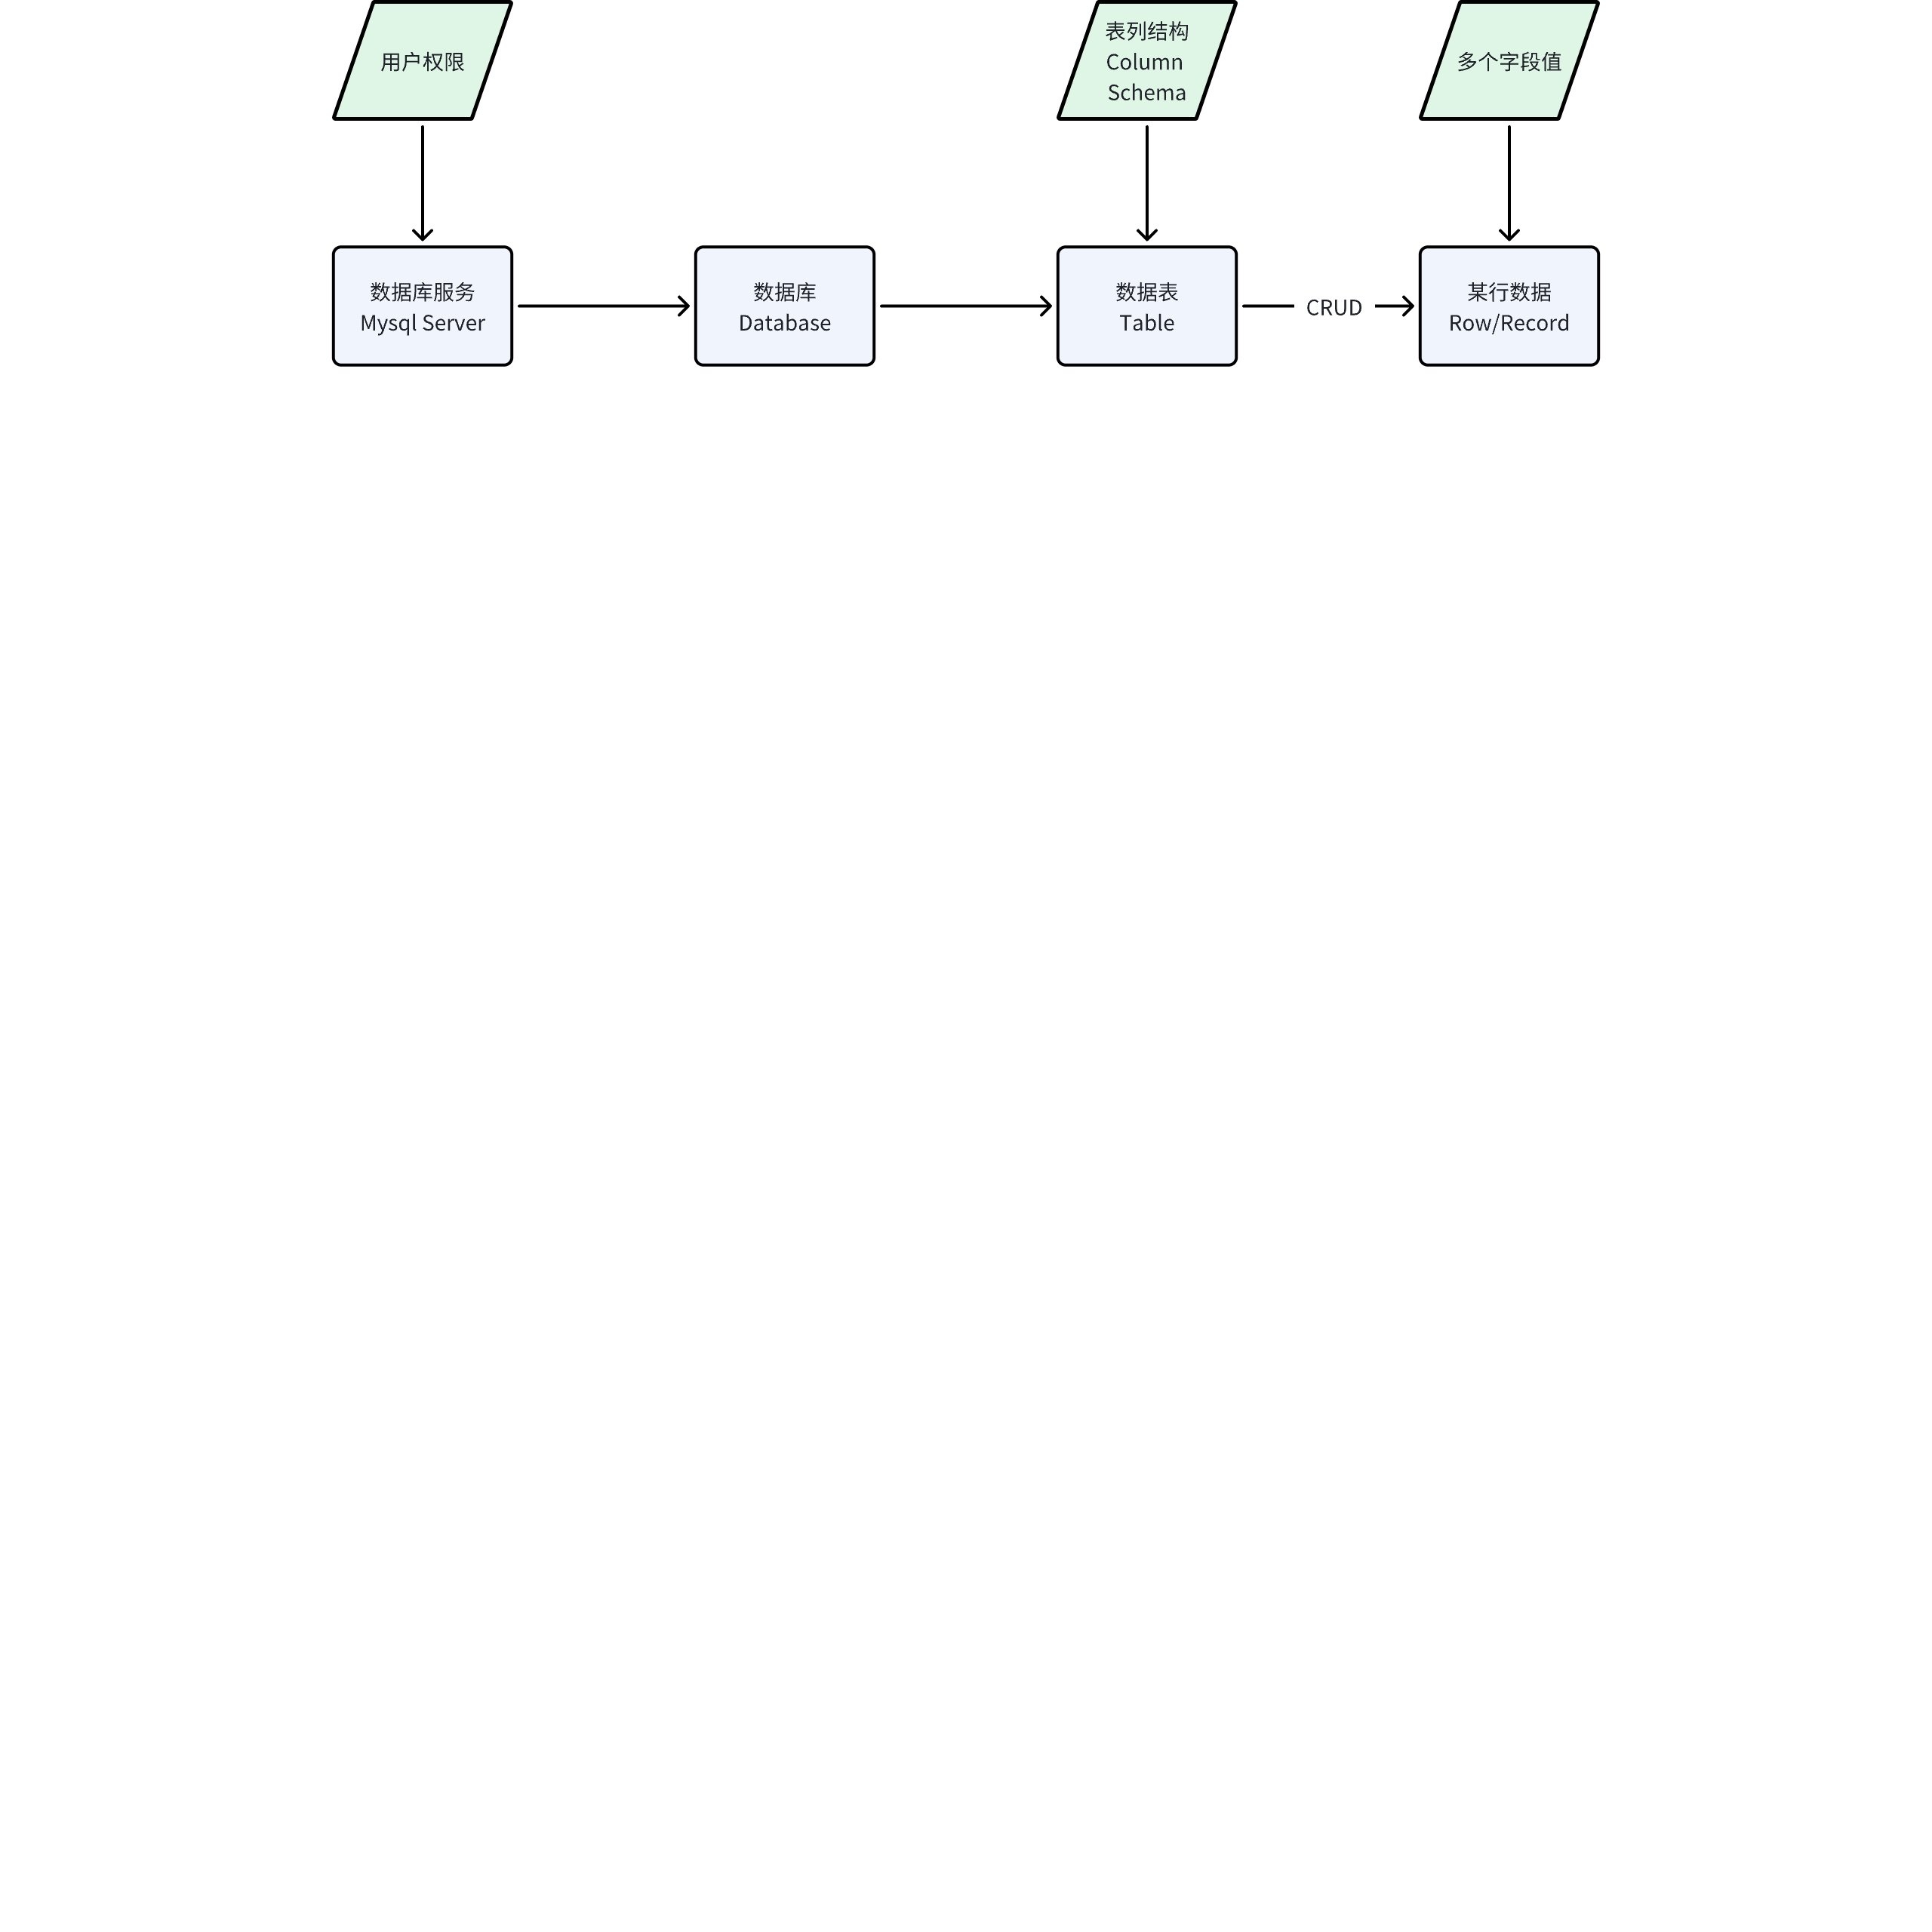 用户权限
表列结构
Column
Schema
多个字段值
数据库服务
Mysql Server
数据库
Database
数据表
Table
CRUD
某行数据
Row/Record